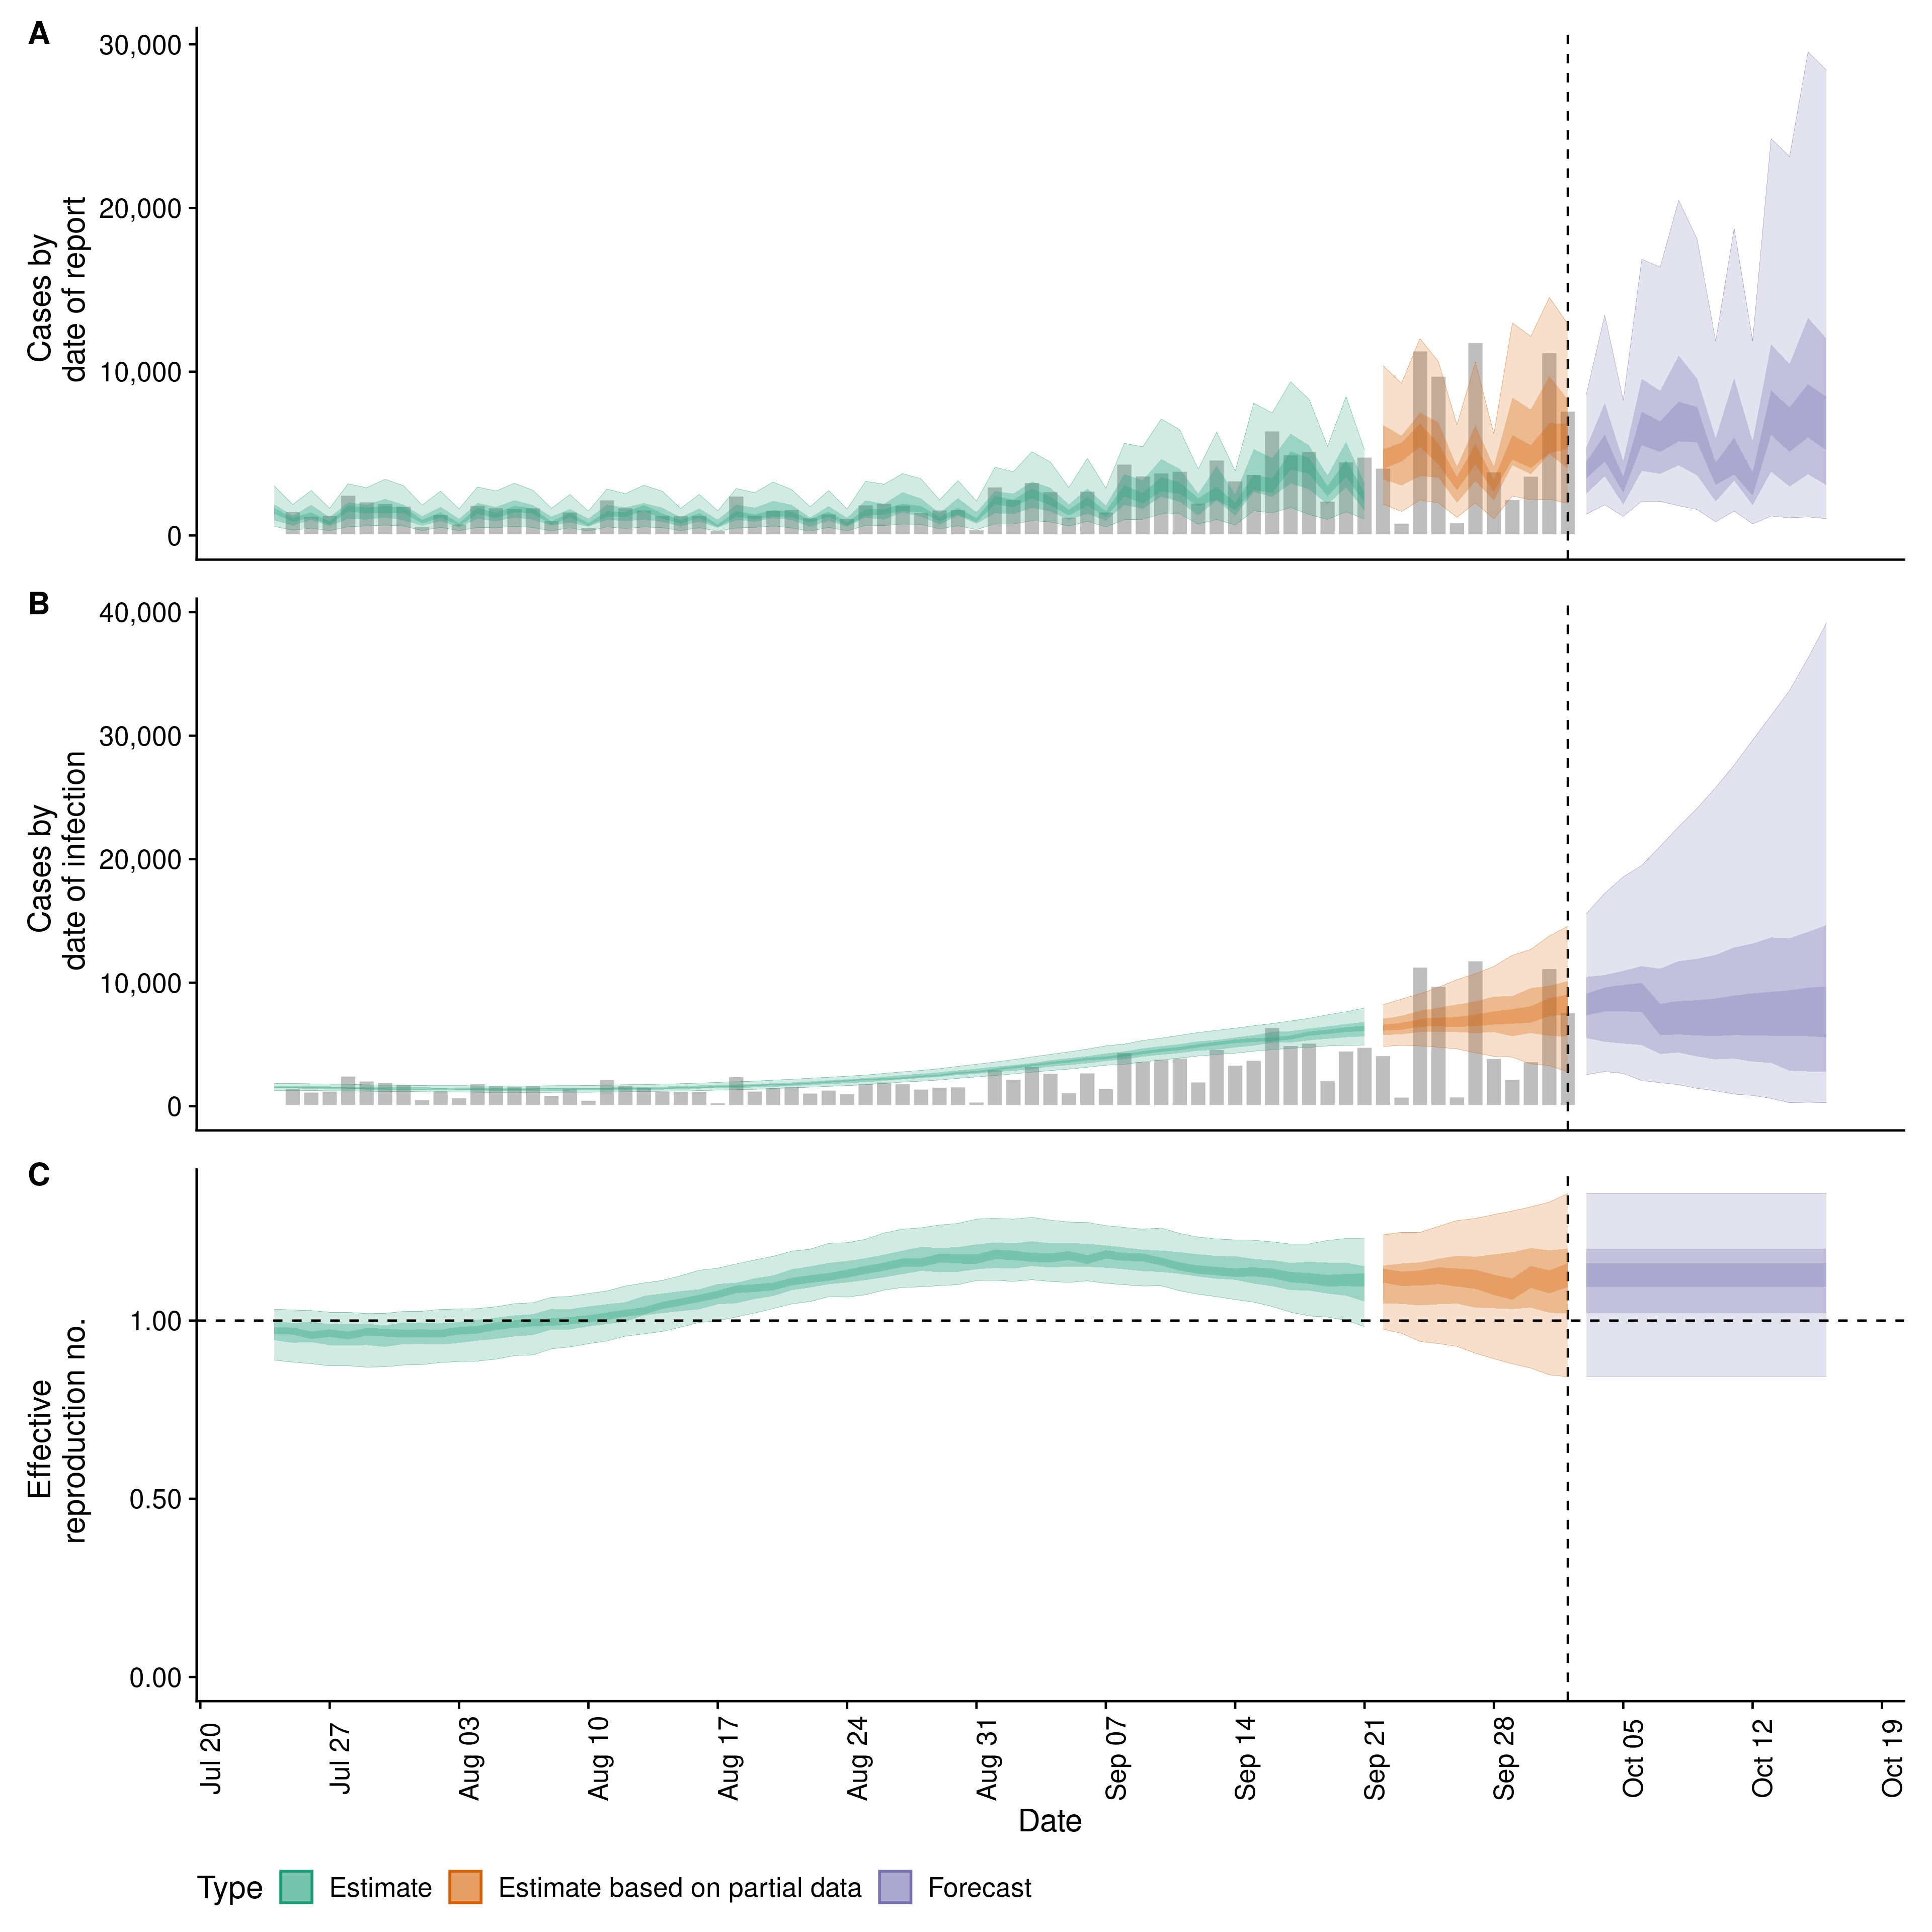 A
30,000
20,000
10,000
0
Cases by
date of report
B
40,000
30,000
20,000
10,000
0
Cases by
date of infection
C
1.00
0.50
0.00
Effective
reproduction no.
Jul 20
Jul 27
Aug 03
Aug 10
Aug 17
Aug 24
Aug 31
Sep 07
Sep 14
Sep 21
Sep 28
Oct 05
Oct 12
Oct 19
Date
Type Estimate Estimate based on partial data Forecast